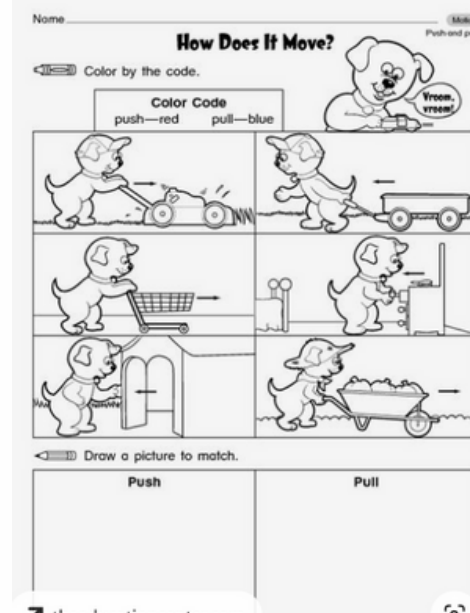 Name
How Does It Move?
Color by the code.
Color Code
push—red pull—blue
Vroom,
vroom!
Draw a picture to match.
Push Pull